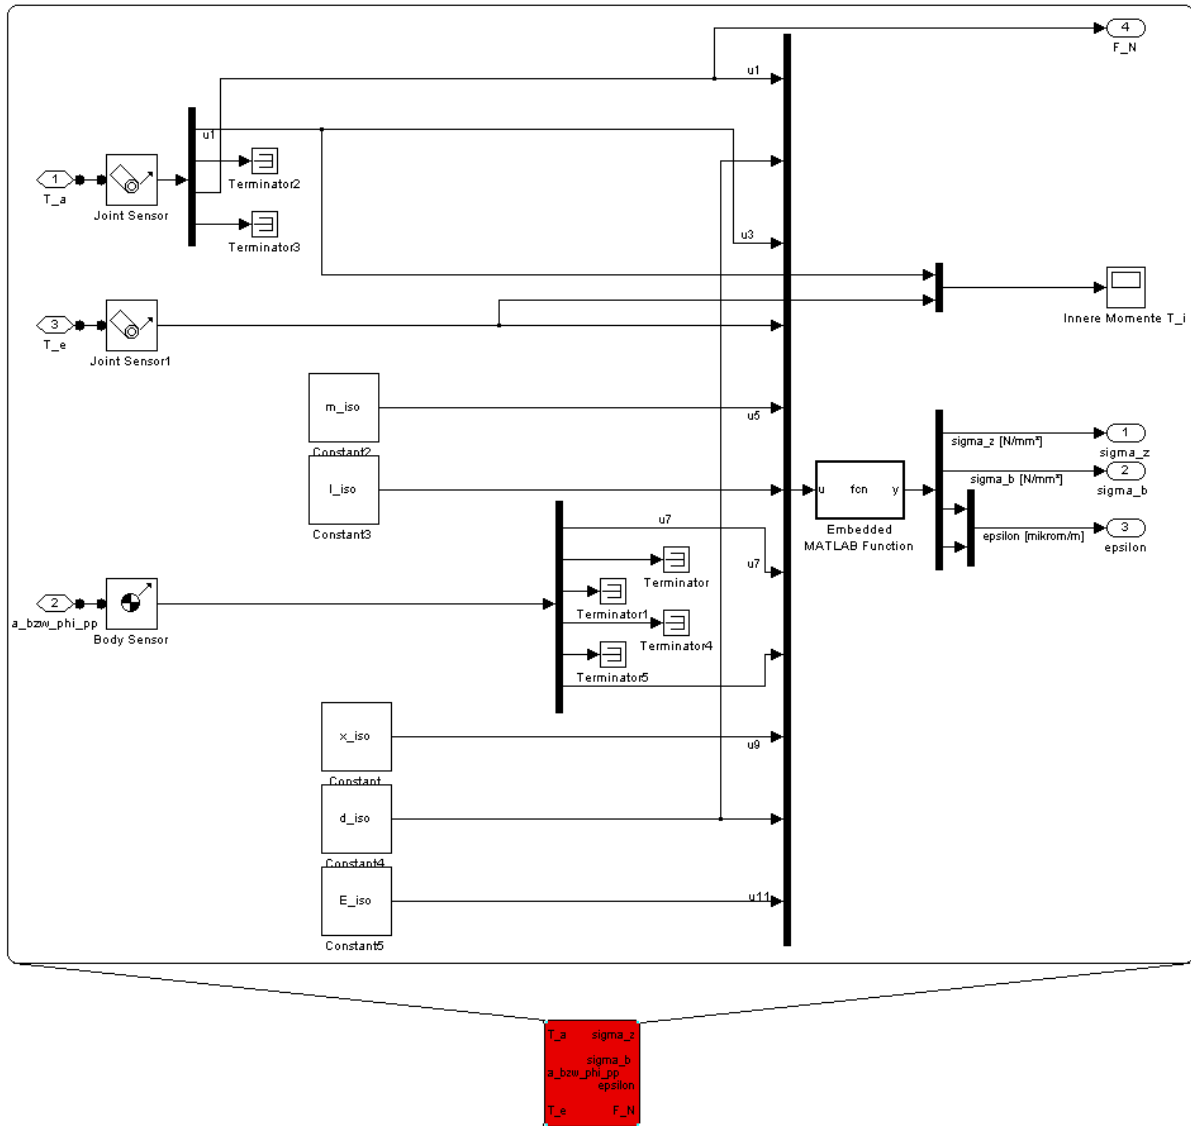 4
F_N
u1
u1
1
T_a
Joint Sensor
Terminator2
Terminator3
u3
3
T_e
Joint Sensor1
Innere Momente T_i
m_iso
Constant2
u5
l_iso
Constant3
u fcn y
Embedded
MATLAB Function
sigma_z [N/mm²]
1
sigma_z
sigma_b [N/mm²]
2
sigma_b
epsilon [mikrom/m]
3
epsilon
u7
u7
Terminator
Terminator1
Terminator4
Terminator5
2
a_bzw_phi_pp
Body Sensor
x_iso
Constant
u9
d_iso
Constant4
E_iso
Constant5
u11
T_a sigma_z
sigma_b
a_bzw_phi_pp
epsilon
T_e F_N